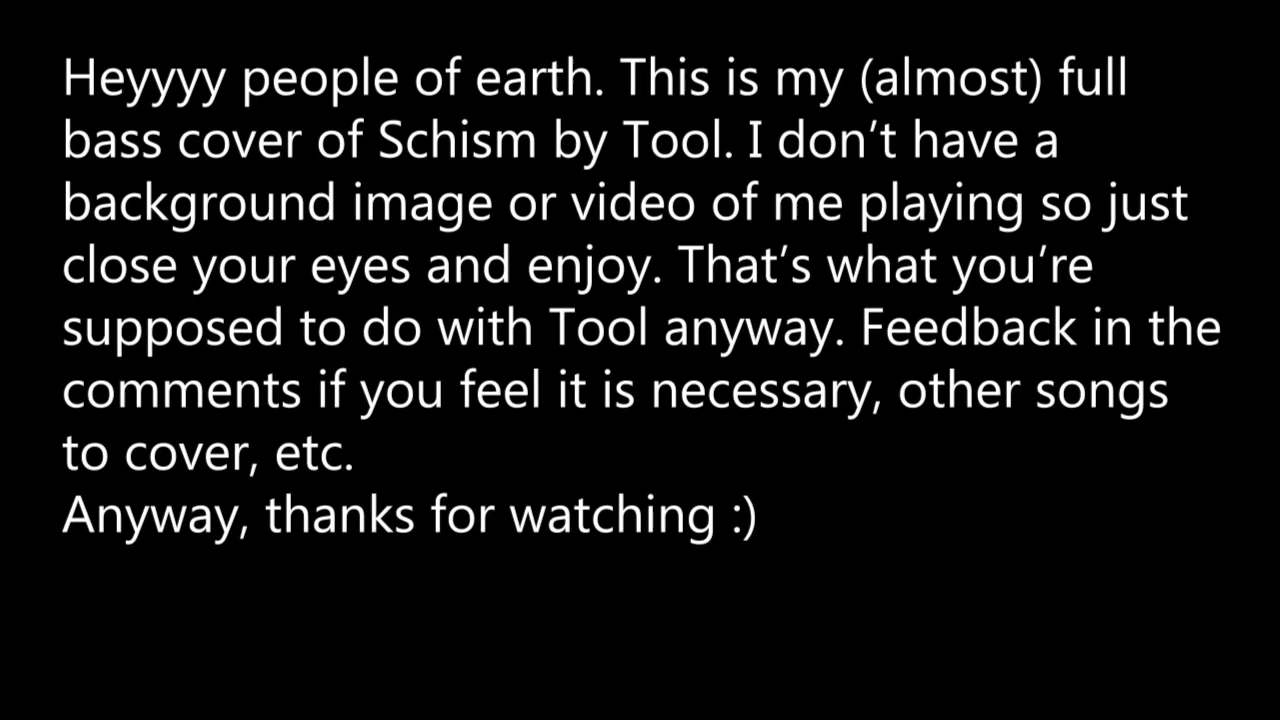 Heyyyy people of earth. This is my (almost) full
bass cover of Schism by Tool. I don’t have a
background image or video of me playing so just
close your eyes and enjoy. That’s what you’re
supposed to do with Tool anyway. Feedback in the
comments if you feel it is necessary, other songs
to cover, etc.
Anyway, thanks for watching :)